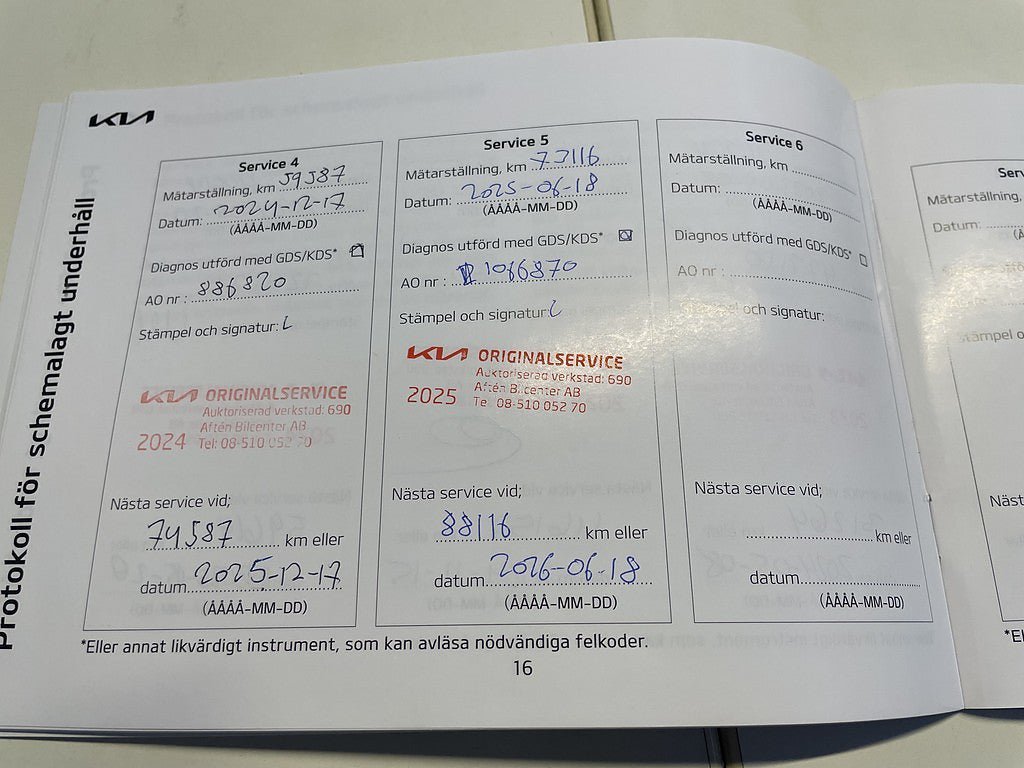 KIA
Protokoll för schemalagt underhåll
Service 4
Mätarställning, km 59587
Datum: 2024-12-17
(ÅÅÅÅ-MM-DD)
Diagnos utförd med GDS/KDS*
AO nr : 886820
Stämpel och signatur:
KIA ORIGINALSERVICE
Auktoriserad verkstad: 690
Aftén Bilcenter AB
2024 Tel: 08-510 052 70
Nästa service vid;
74587 km eller
datum 2025-12-17
(ÅÅÅÅ-MM-DD)
Service 5
Mätarställning, km 73116
Datum: 2025-06-18
(ÅÅÅÅ-MM-DD)
Diagnos utförd med GDS/KDS*
AO nr : 1066870
Stämpel och signatur:
KIA ORIGINALSERVICE
Auktoriserad verkstad: 690
Aftén Bilcenter AB
2025 Tel: 08-510 052 70
Nästa service vid;
88116 km eller
datum 2026-06-18
(ÅÅÅÅ-MM-DD)
Service 6
Mätarställning, km
Datum:
(ÅÅÅÅ-MM-DD)
Diagnos utförd med GDS/KDS*
AO nr :
Stämpel och signatur:
Nästa service vid;
km eller
datum
(ÅÅÅÅ-MM-DD)
*Eller annat likvärdigt instrument, som kan avläsa nödvändiga felkoder.
16
Mätarställning,
Datum: